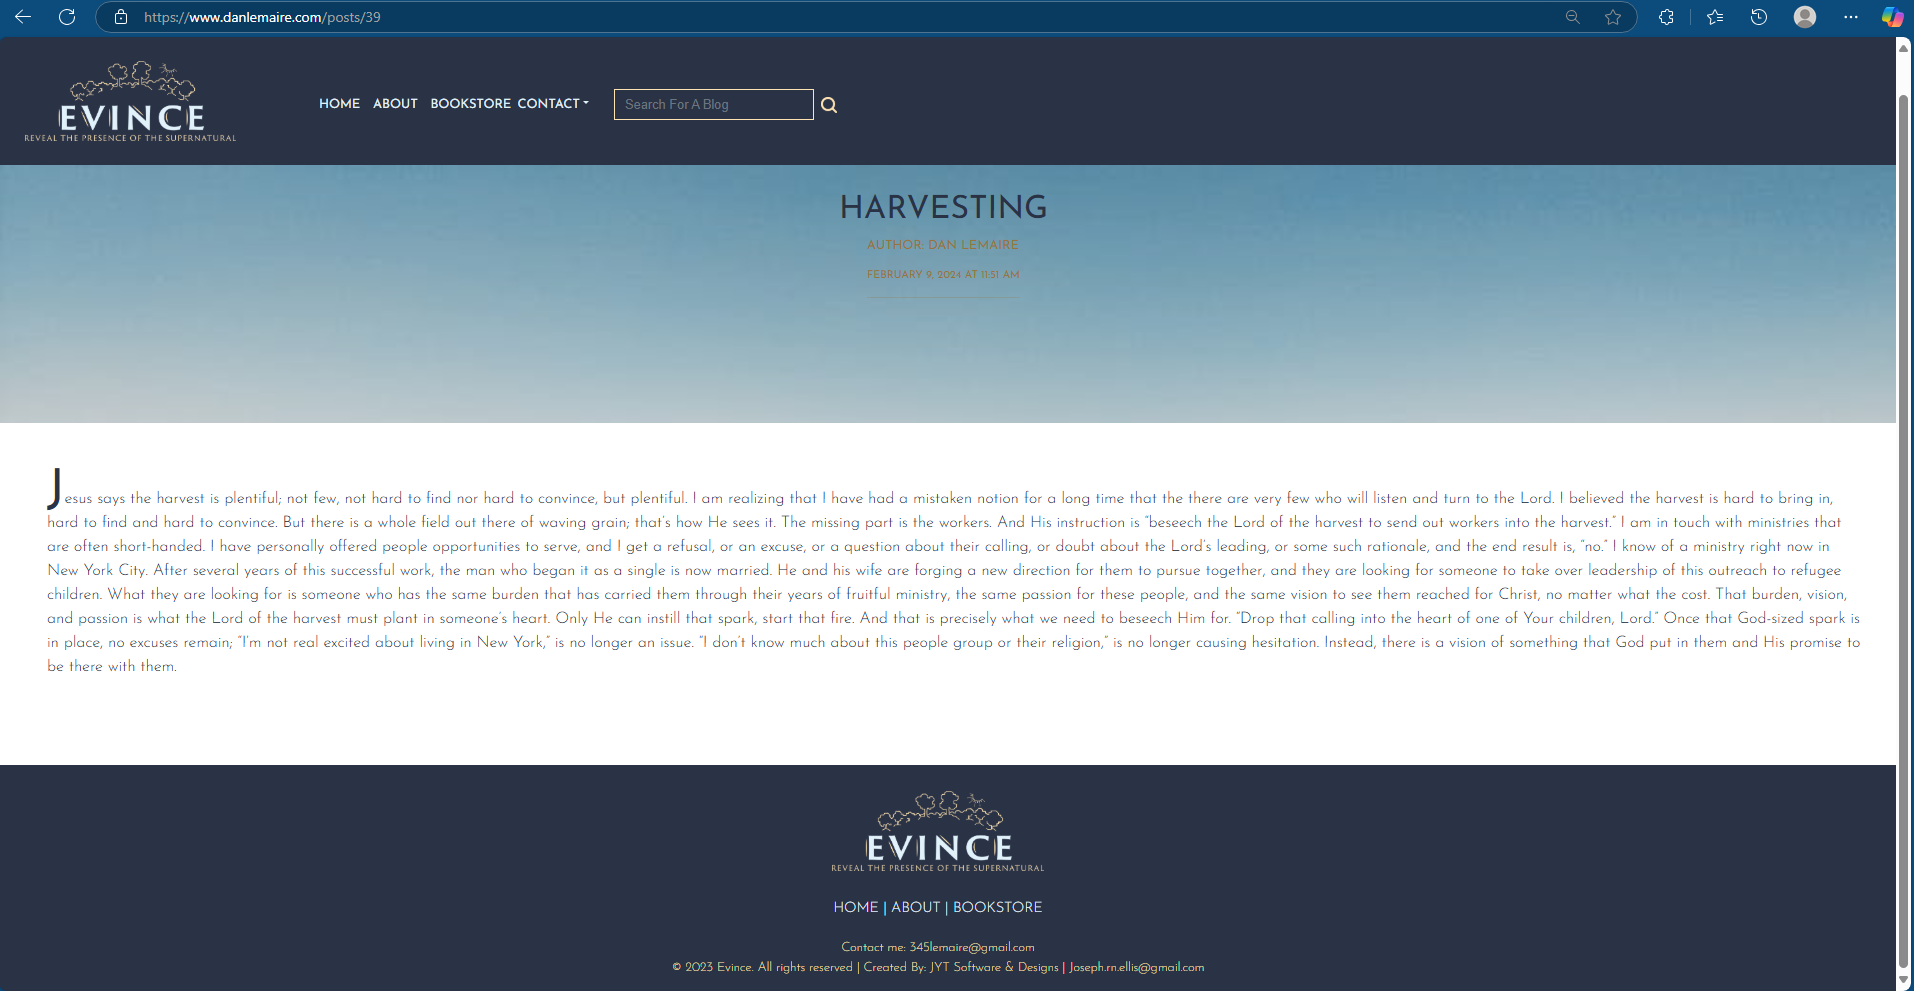 https://www.danlemaire.com/posts/39
EVINCE
REVEAL THE PRESENCE OF THE SUPERNATURAL
HOME ABOUT BOOKSTORE CONTACT
Search For A Blog
HARVESTING
AUTHOR: DAN LEMAIRE
FEBRUARY 9, 2024 AT 11:51 AM
Jesus says the harvest is plentiful; not few, not hard to find nor hard to convince, but plentiful. I am realizing that I have had a mistaken notion for a long time that the there are very few who will listen and turn to the Lord. I believed the harvest is hard to bring in,
hard to find and hard to convince. But there is a whole field out there of waving grain; that's how He sees it. The missing part is the workers. And His instruction is “beseech the Lord of the harvest to send out workers into the harvest.” I am in touch with ministries that
are often short-handed. I have personally offered people opportunities to serve, and I get a refusal, or an excuse, or a question about their calling, or doubt about the Lord's leading, or some such rationale, and the end result is, “no.” I know of a ministry right now in
New York City. After several years of this successful work, the man who began it as a single is now married. He and his wife are forging a new direction for them to pursue together, and they are looking for someone to take over leadership of this outreach to refugee
children. What they are looking for is someone who has the same burden that has carried them through their years of fruitful ministry, the same passion for these people, and the same vision to see them reached for Christ, no matter what the cost. That burden, vision,
and passion is what the Lord of the harvest must plant in someone's heart. Only He can instill that spark, start that fire. And that is precisely what we need to beseech Him for. “Drop that calling into the heart of one of Your children, Lord.” Once that God-sized spark is
in place, no excuses remain; “I'm not real excited about living in New York,” is no longer an issue. “I don't know much about this people group or their religion,” is no longer causing hesitation. Instead, there is a vision of something that God put in them and His promise to
be there with them.
EVINCE
REVEAL THE PRESENCE OF THE SUPERNATURAL
HOME | ABOUT | BOOKSTORE
Contact me: 345lemaire@gmail.com
© 2023 Evince. All rights reserved | Created By: JYT Software & Designs | Joseph.rn.ellis@gmail.com